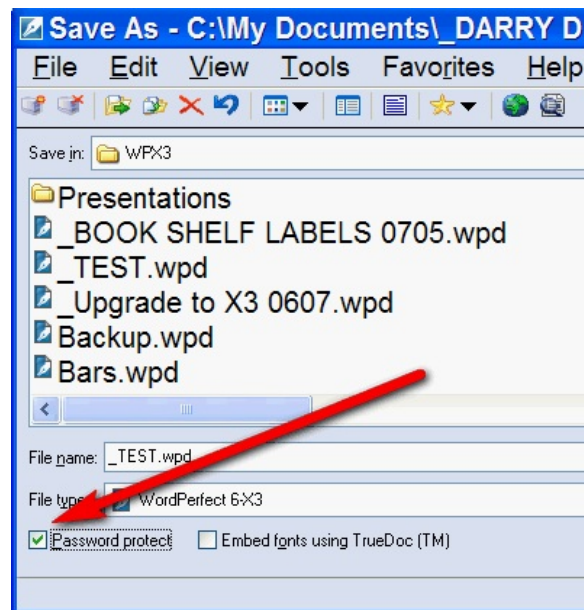 Save As - C:\My Documents\_DARRY D
File Edit View Tools Favorites Help
Save in: WPX3
Presentations
_BOOK SHELF LABELS 0705.wpd
_TEST.wpd
_Upgrade to X3 0607.wpd
Backup.wpd
Bars.wpd
File name: _TEST.wpd
File type: WordPerfect 6-X3
Password protect Embed fonts using TrueDoc (TM)